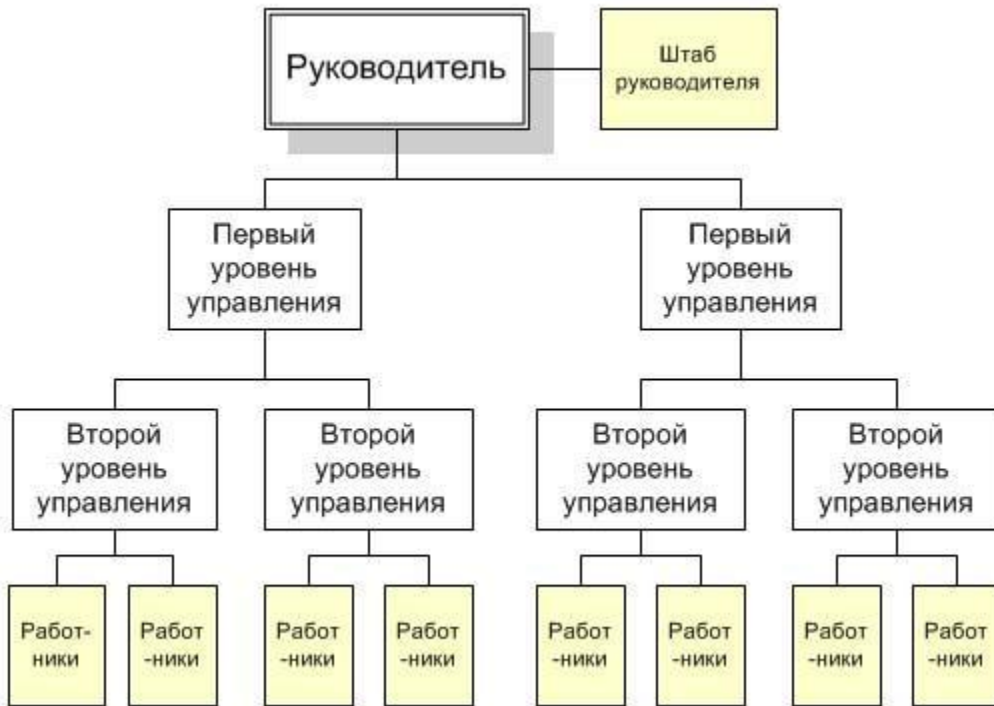 Руководитель
Штаб
руководителя
Первый
уровень
управления
Первый
уровень
управления
Второй
уровень
управления
Второй
уровень
управления
Второй
уровень
управления
Второй
уровень
управления
Работ-
ники
Работ
-ники
Работ
-ники
Работ
-ники
Работ
-ники
Работ
-ники
Работ
-ники
Работ
-ники